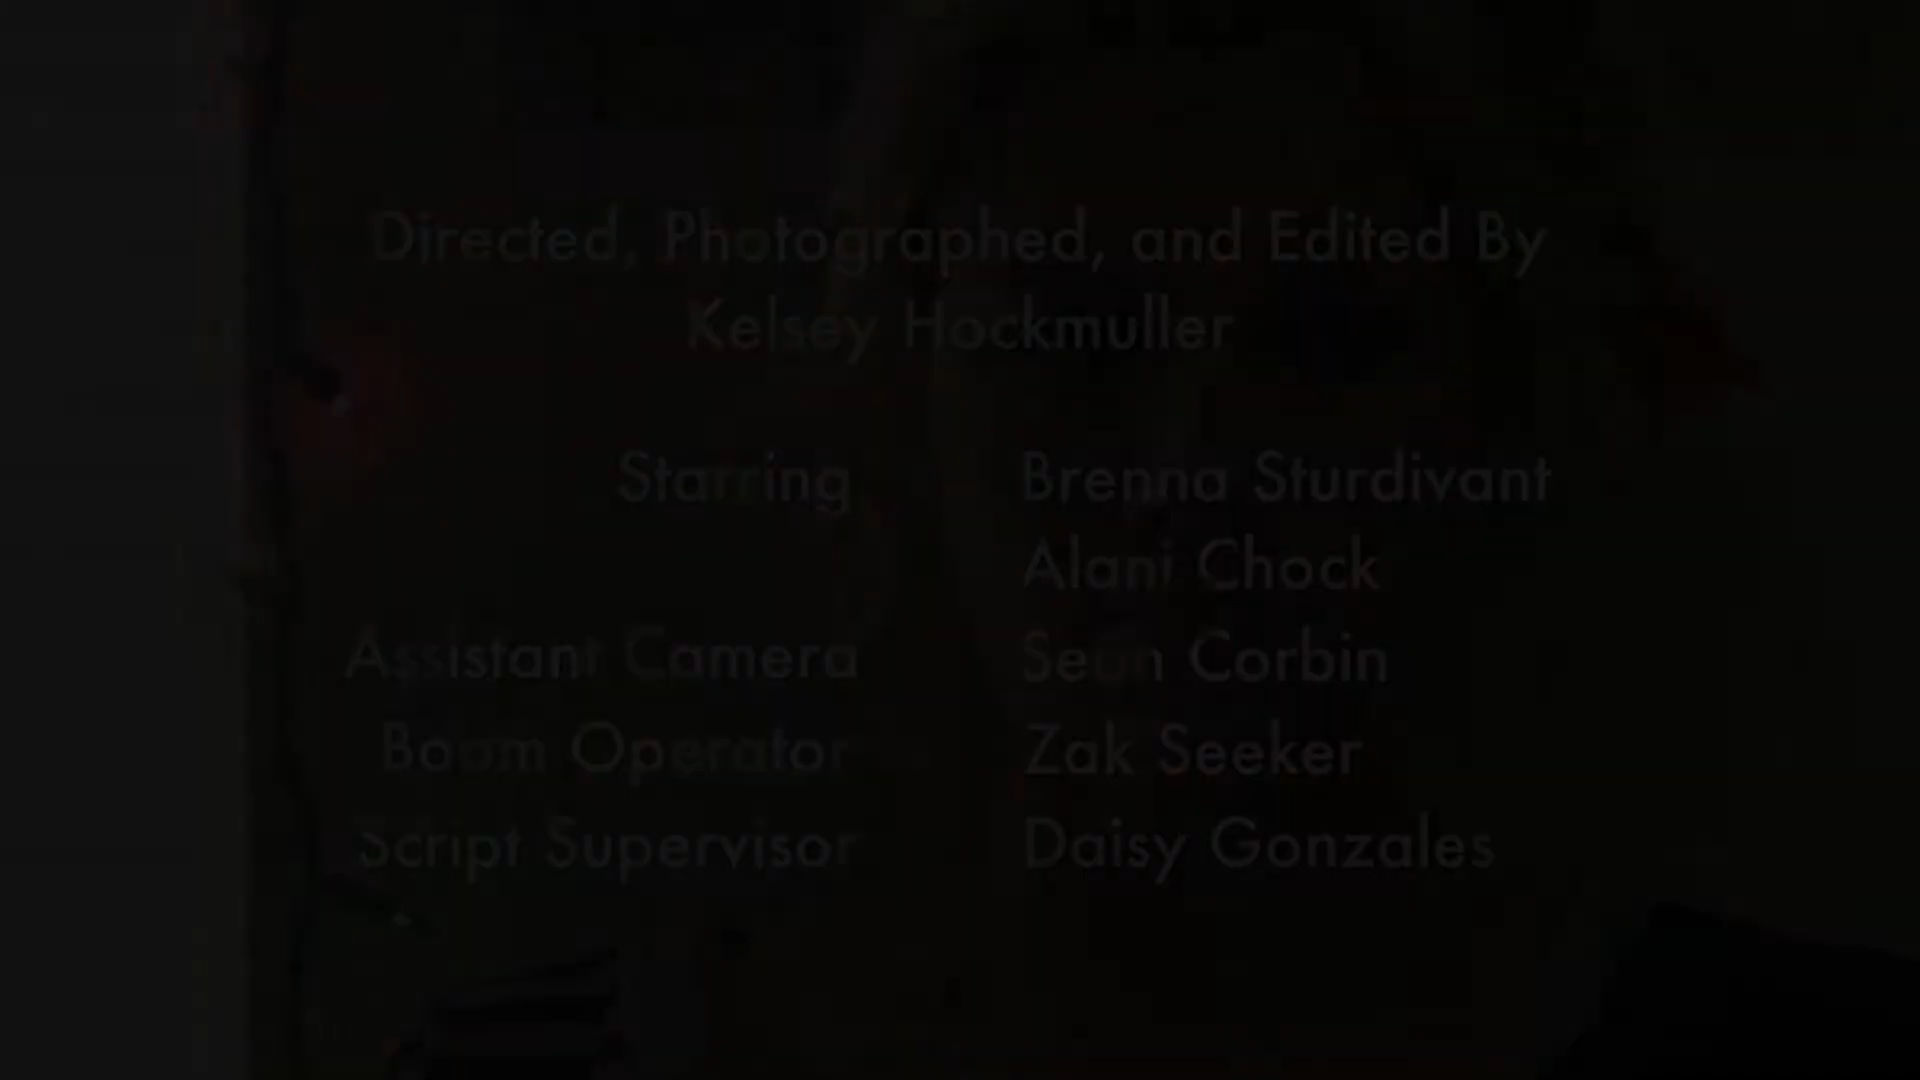 Directed, Photographed, and Edited By
Kelsey Hockmuller
Starring Brenna Sturdivant
Alani Chock
Assistant Camera Sean Corbin
Boom Operator Zak Seeker
Script Supervisor Daisy Gonzales